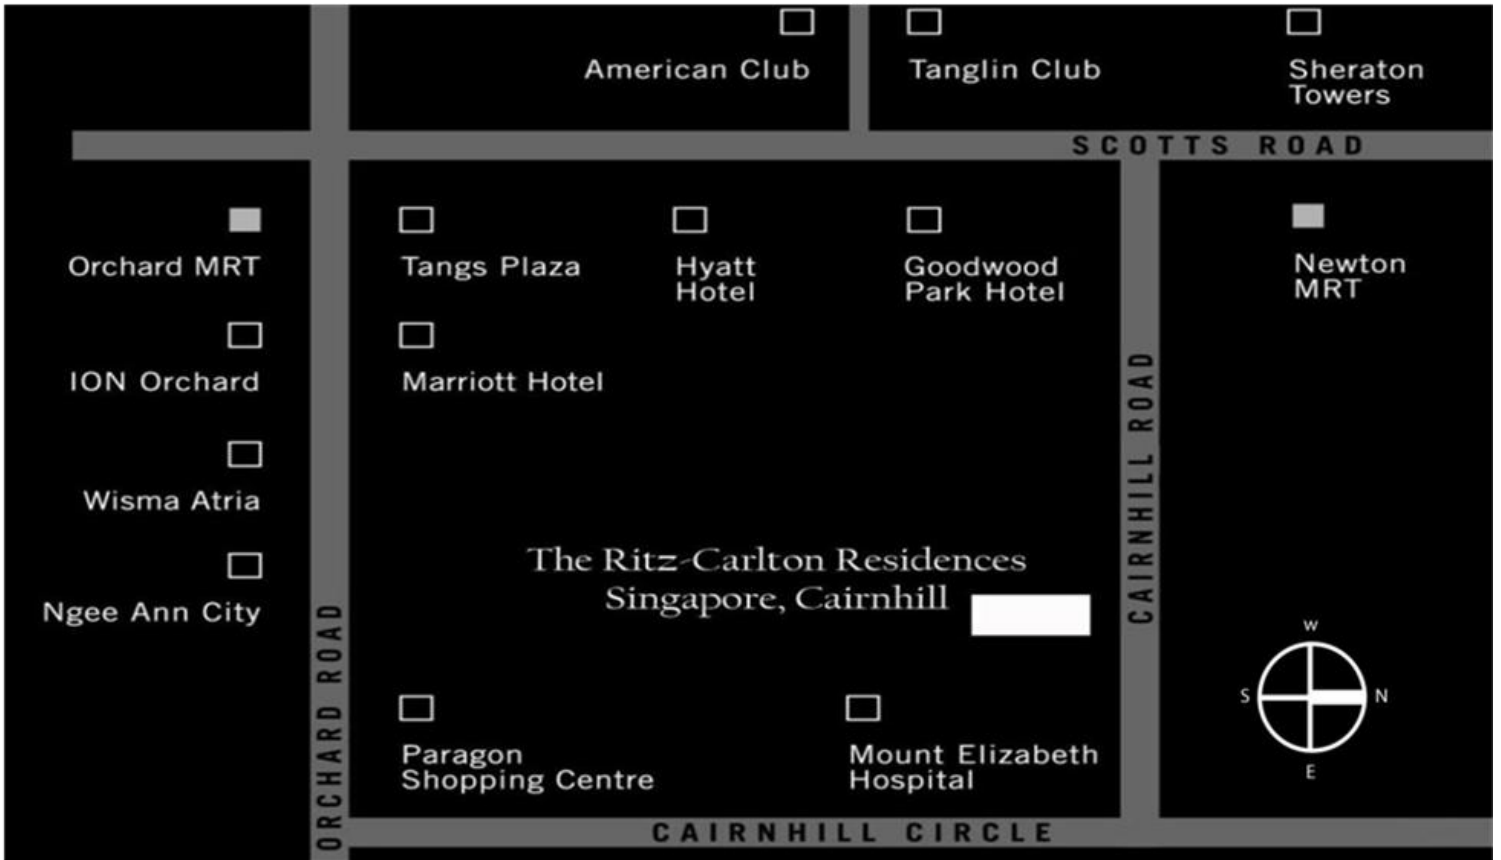 American Club
Tanglin Club
Sheraton
Towers
SCOTTS ROAD
Orchard MRT
Tangs Plaza
Hyatt
Hotel
Goodwood
Park Hotel
Newton
MRT
ION Orchard
Marriott Hotel
CAIRNHILL ROAD
Wisma Atria
The Ritz-Carlton Residences
Singapore, Cairnhill
Ngee Ann City
ORCHARD ROAD
W
S
N
E
Paragon
Shopping Centre
Mount Elizabeth
Hospital
CAIRNHILL CIRCLE